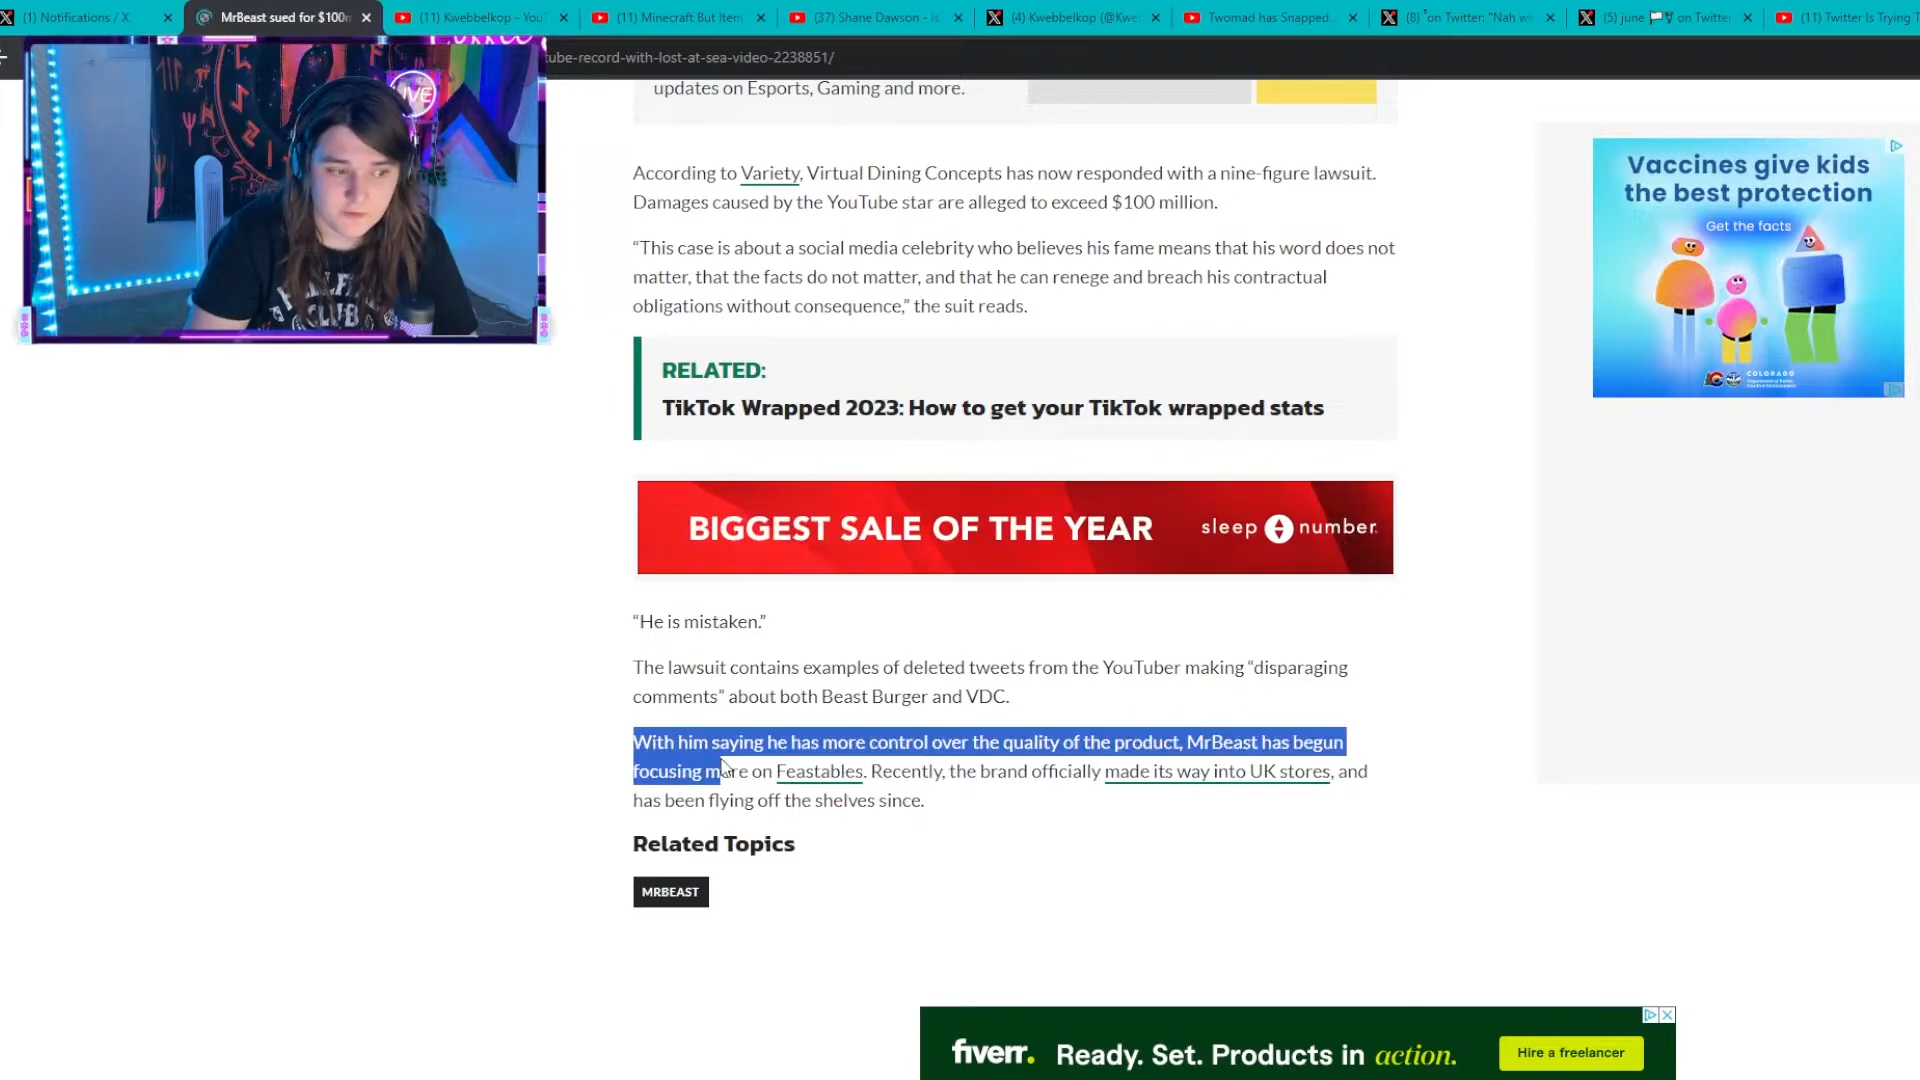 (1) Notifications / X
MrBeast sued for $100m
(11) Kwebbelkop - YouT
(11) Minecraft But Item
(37) Shane Dawson - Is
(4) Kwebbelkop (@Kwe
Twomad has Snapped.
on Twitter: "Nah w
(5) june
on Twitte
(11) Twitter Is Trying T
tube-record-with-lost-at-sea-video-2238851/
LIVE
CLUB
updates on Esports, Gaming and more.
According to Variety, Virtual Dining Concepts has now responded with a nine-figure lawsuit.
Damages caused by the YouTube star are alleged to exceed $100 million.
“This case is about a social media celebrity who believes his fame means that his word does not
matter, that the facts do not matter, and that he can renege and breach his contractual
obligations without consequence,” the suit reads.
RELATED:
TikTok Wrapped 2023: How to get your TikTok wrapped stats
BIGGEST SALE OF THE YEAR
sleep number.
“He is mistaken.”
The lawsuit contains examples of deleted tweets from the YouTuber making “disparaging
comments” about both Beast Burger and VDC.
With him saying he has more control over the quality of the product, MrBeast has begun
focusing more on Feastables. Recently, the brand officially made its way into UK stores, and
has been flying off the shelves since.
Related Topics
MRBEAST
Vaccines give kids
the best protection
Get the facts
COLORADO
fiverr.
Ready. Set. Products in action.
Hire a freelancer